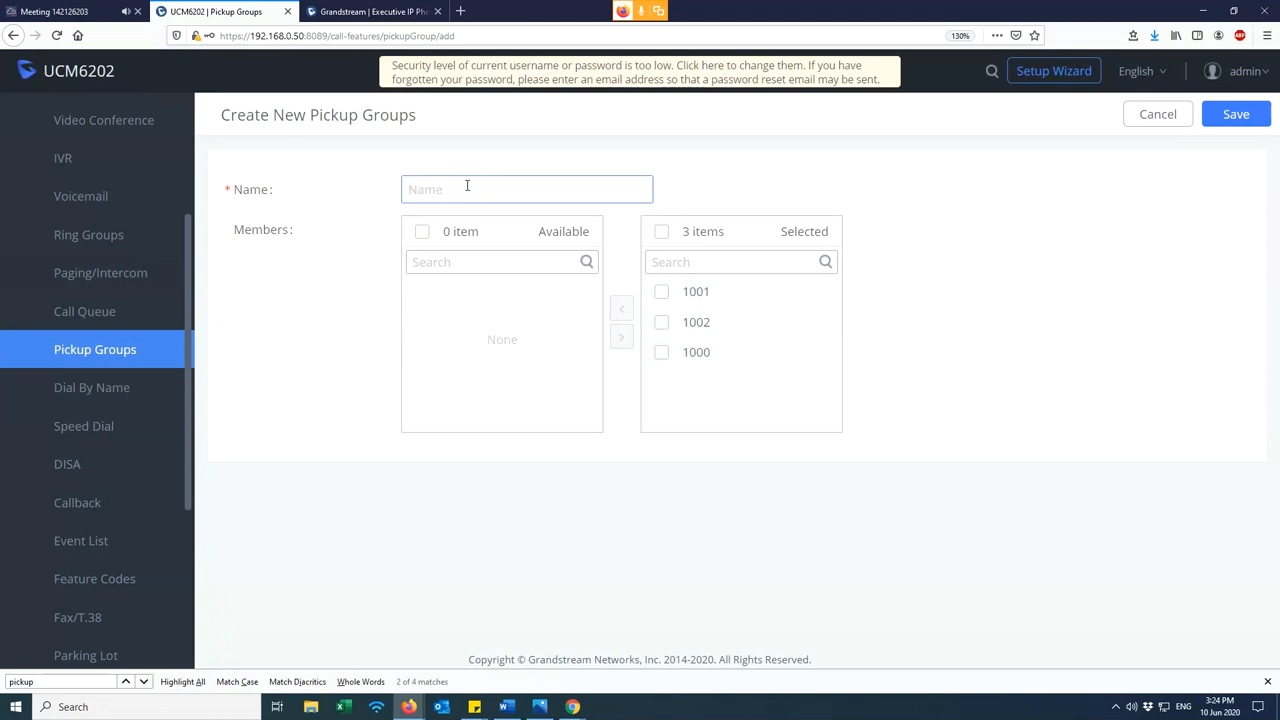 Meeting 142126203
UCM6202 | Pickup Groups
Grandstream | Executive IP Pho
https://192.168.0.50:8089/call-features/pickupGroup/add
130%
UCM6202
Security level of current username or password is too low. Click here to change them. If you have
forgotten your password, please enter an email address so that a password reset email may be sent.
Setup Wizard
English
admin
Video Conference
IVR
Voicemail
Ring Groups
Paging/Intercom
Call Queue
Pickup Groups
Dial By Name
Speed Dial
DISA
Callback
Event List
Feature Codes
Fax/T.38
Parking Lot
Create New Pickup Groups
Cancel
Save
* Name :
Name
Members :
0 item
Available
Search
None
<
>
3 items
Selected
Search
1001
1002
1000
Copyright © Grandstream Networks, Inc. 2014-2020. All Rights Reserved.
pickup
Highlight All
Match Case
Match Diacritics
Whole Words
2 of 4 matches
Search
ENG
3:24 PM
10 Jun 2020